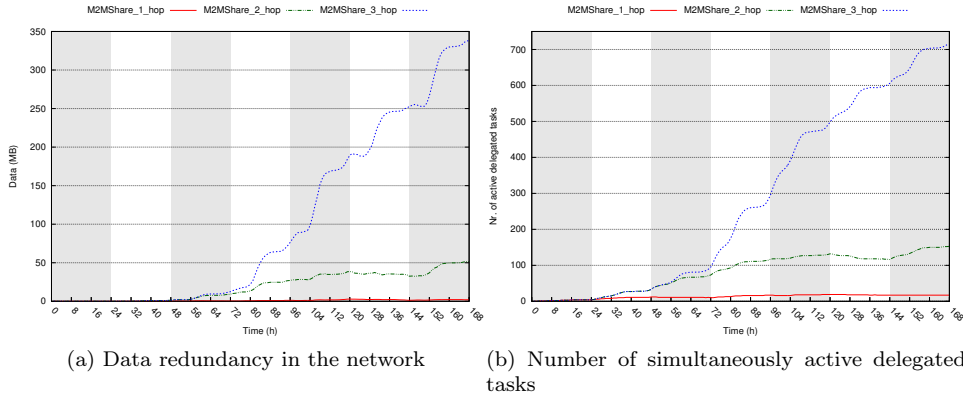 M2MShare_1_hop M2MShare_2_hop M2MShare_3_hop
350
300
250
200
150
100
50
0
Data (MB)
0 8 16 24 32 40 48 56 64 72 80 88 96 104 112 120 128 136 144 152 160 168
Time (h)
(a) Data redundancy in the network
M2MShare_1_hop M2MShare_2_hop M2MShare_3_hop
700
600
500
400
300
200
100
0
Nr. of active delegated tasks
0 8 16 24 32 40 48 56 64 72 80 88 96 104 112 120 128 136 144 152 160 168
Time (h)
(b) Number of simultaneously active delegated
tasks